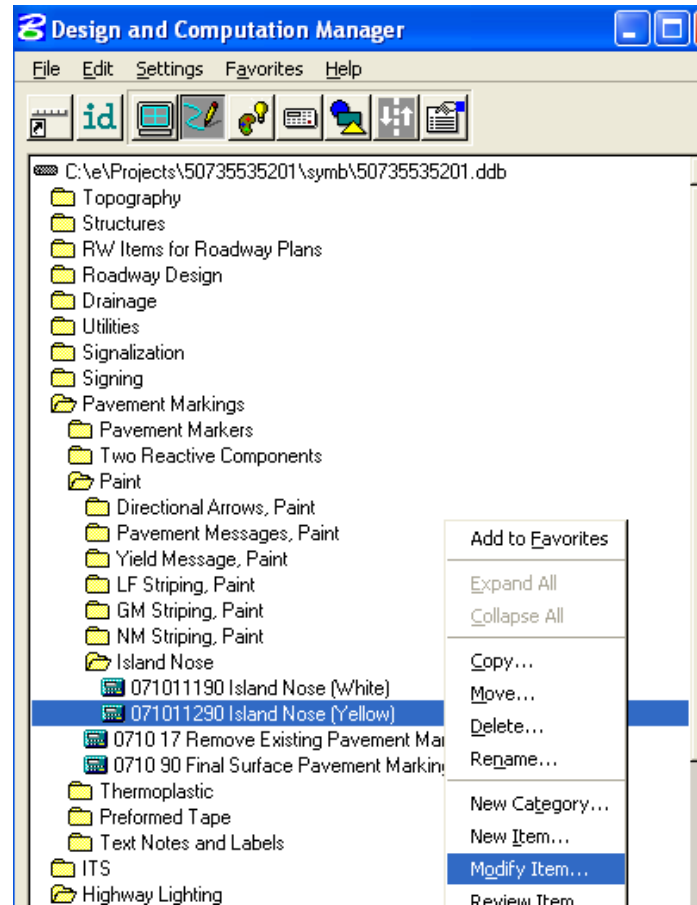 Design and Computation Manager
File Edit Settings Favorites Help
id
C:\e\Projects\50735535201\symb\50735535201.ddb
Topography
Structures
RW Items for Roadway Plans
Roadway Design
Drainage
Utilities
Signalization
Signing
Pavement Markings
Pavement Markers
Two Reactive Components
Paint
Directional Arrows, Paint
Pavement Messages, Paint
Yield Message, Paint
LF Striping, Paint
GM Striping, Paint
NM Striping, Paint
Island Nose
071011190 Island Nose (White)
071011290 Island Nose (Yellow)
0710 17 Remove Existing Pavement Mar
0710 90 Final Surface Pavement Marking
Thermoplastic
Preformed Tape
Text Notes and Labels
ITS
Highway Lighting
Add to Favorites
Expand All
Collapse All
Copy...
Move...
Delete...
Rename...
New Category...
New Item...
Modify Item...
Review Item